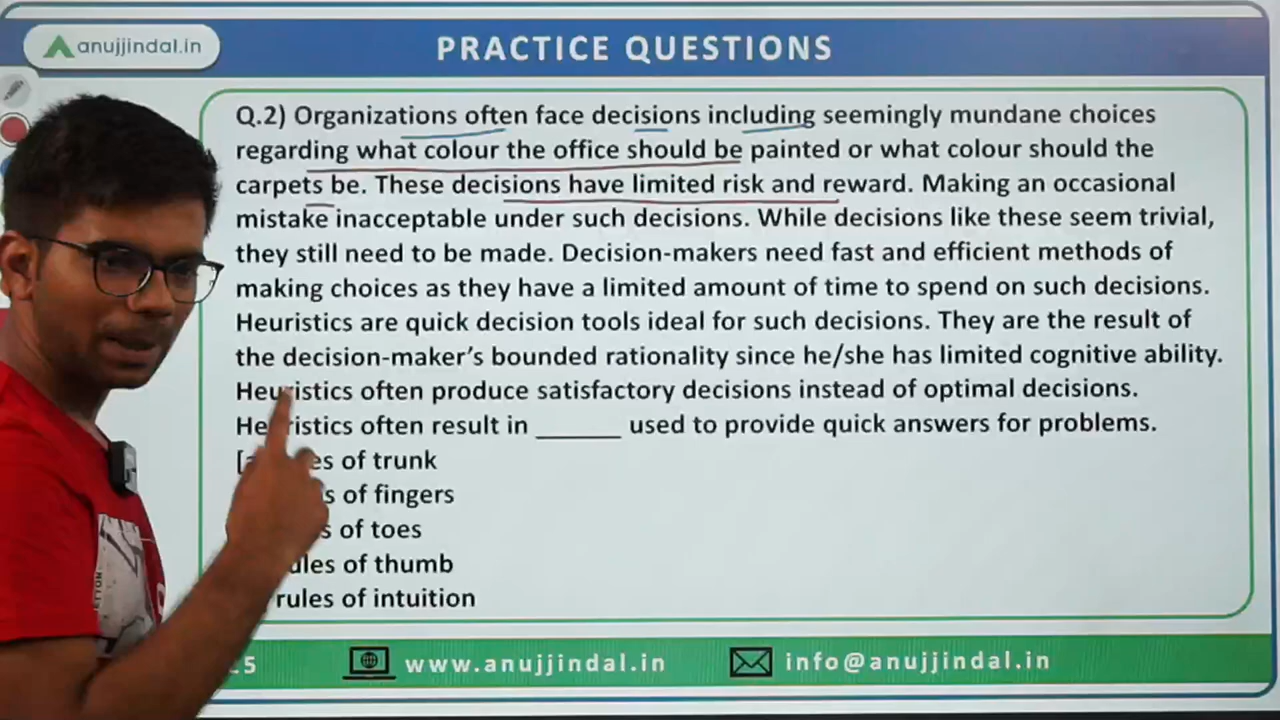 anujjindal.in
PRACTICE QUESTIONS
Q.2) Organizations often face decisions including seemingly mundane choices
regarding what colour the office should be painted or what colour should the
carpets be. These decisions have limited risk and reward. Making an occasional
mistake inacceptable under such decisions. While decisions like these seem trivial,
they still need to be made. Decision-makers need fast and efficient methods of
making choices as they have a limited amount of time to spend on such decisions.
Heuristics are quick decision tools ideal for such decisions. They are the result of
the decision-maker's bounded rationality since he/she has limited cognitive ability.
Heuristics often produce satisfactory decisions instead of optimal decisions.
Heuristics often result in ______ used to provide quick answers for problems.
of trunk
of fingers
of toes
of thumb
rules of intuition
www.anujjindal.in
info@anujjindal.in